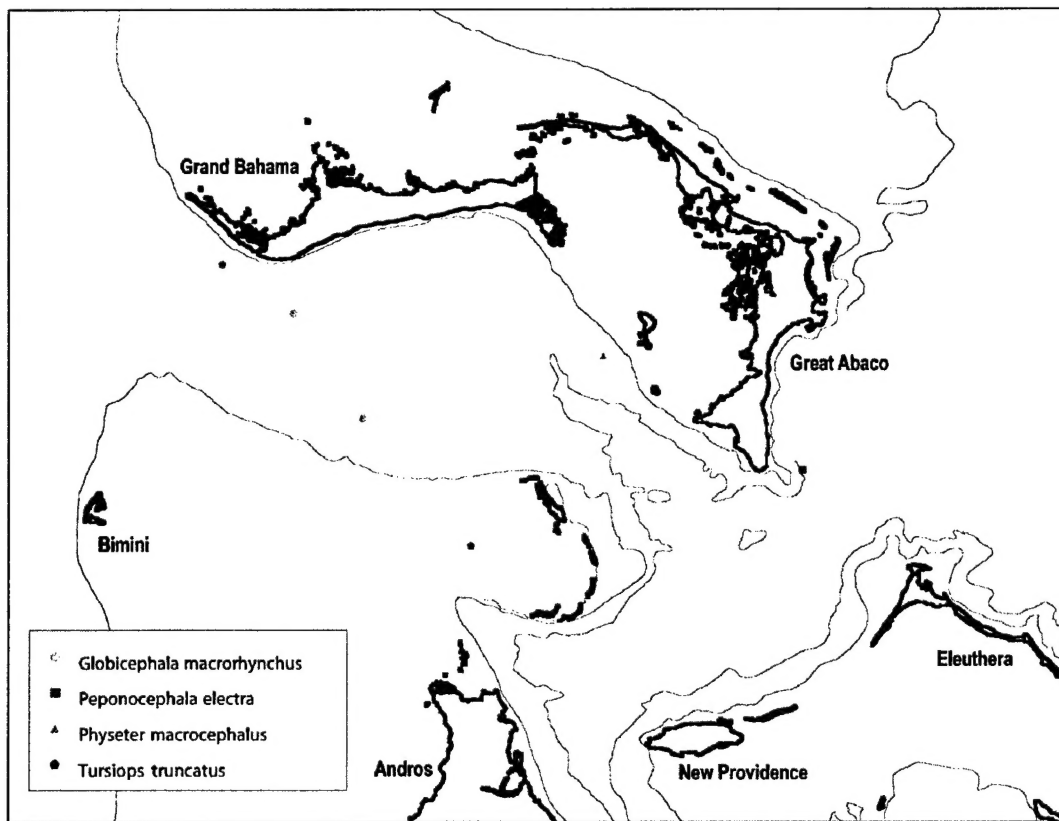 Grand Bahama
Great Abaco
Bimini
Eleuthera
Andros
New Providence
Globicephala macrorhynchus
Peponocephala electra
Physeter macrocephalus
Tursiops truncatus